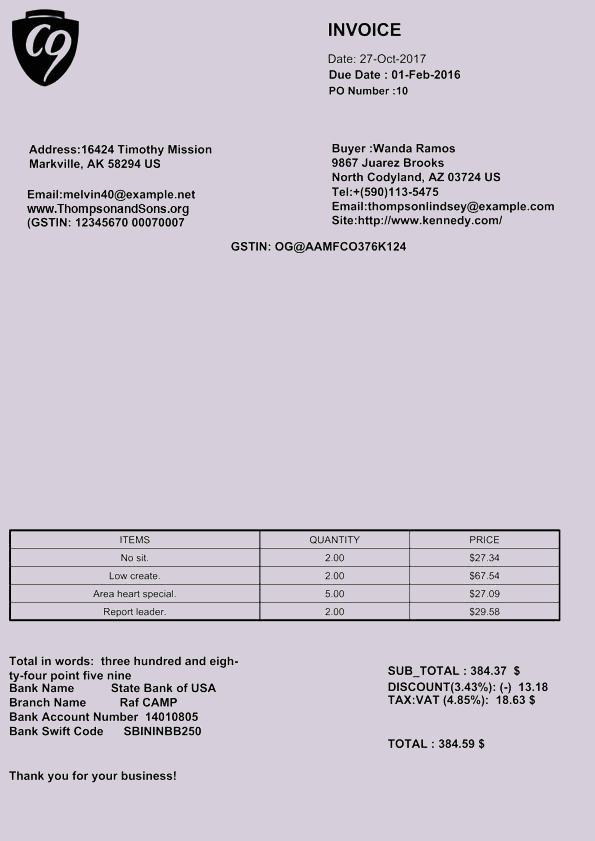 C9
INVOICE
Date: 27-Oct-2017
Due Date : 01-Feb-2016
PO Number :10
Address:16424 Timothy Mission
Markville, AK 58294 US
Email:melvin40@example.net
www.ThompsonandSons.org
(GSTIN: 12345670 00070007
Buyer :Wanda Ramos
9867 Juarez Brooks
North Codyland, AZ 03724 US
Tel:+(590)113-5475
Email:thompsonlindsey@example.com
Site:http://www.kennedy.com/
GSTIN: OG@AAMFCO376K124
ITEMS QUANTITY PRICE
No sit. 2.00 $27.34
Low create. 2.00 $67.54
Area heart special. 5.00 $27.09
Report leader. 2.00 $29.58
Total in words: three hundred and eigh-
ty-four point five nine
Bank Name State Bank of USA
Branch Name Raf CAMP
Bank Account Number 14010805
Bank Swift Code SBININBB250
SUB_TOTAL : 384.37 $
DISCOUNT(3.43%): (-) 13.18
TAX:VAT (4.85%): 18.63 $
TOTAL : 384.59 $
Thank you for your business!